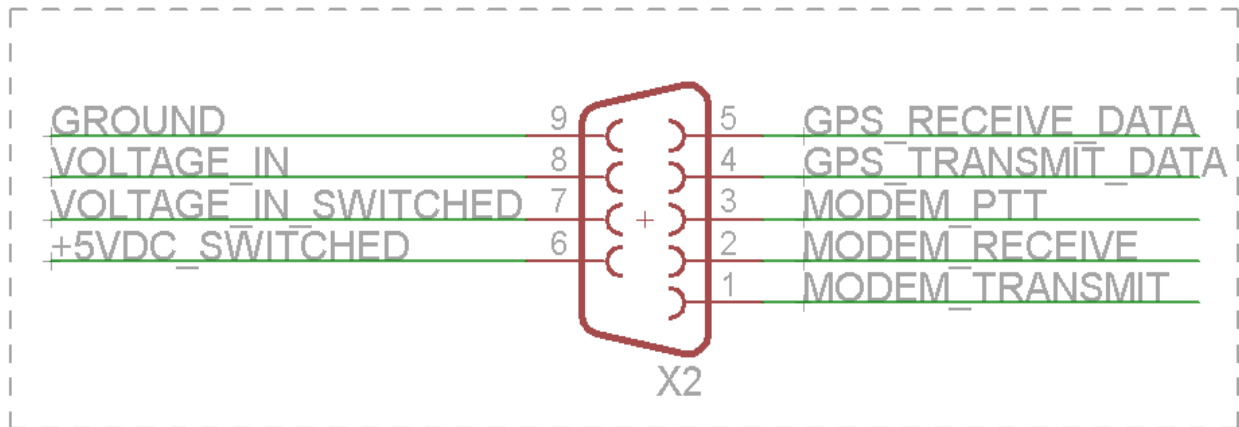 GROUND 9 5 GPS_RECEIVE_DATA
VOLTAGE_IN 8 4 GPS_TRANSMIT_DATA
VOLTAGE_IN_SWITCHED 7 3 MODEM_PTT
+5VDC_SWITCHED 6 2 MODEM_RECEIVE
1 MODEM_TRANSMIT
X2